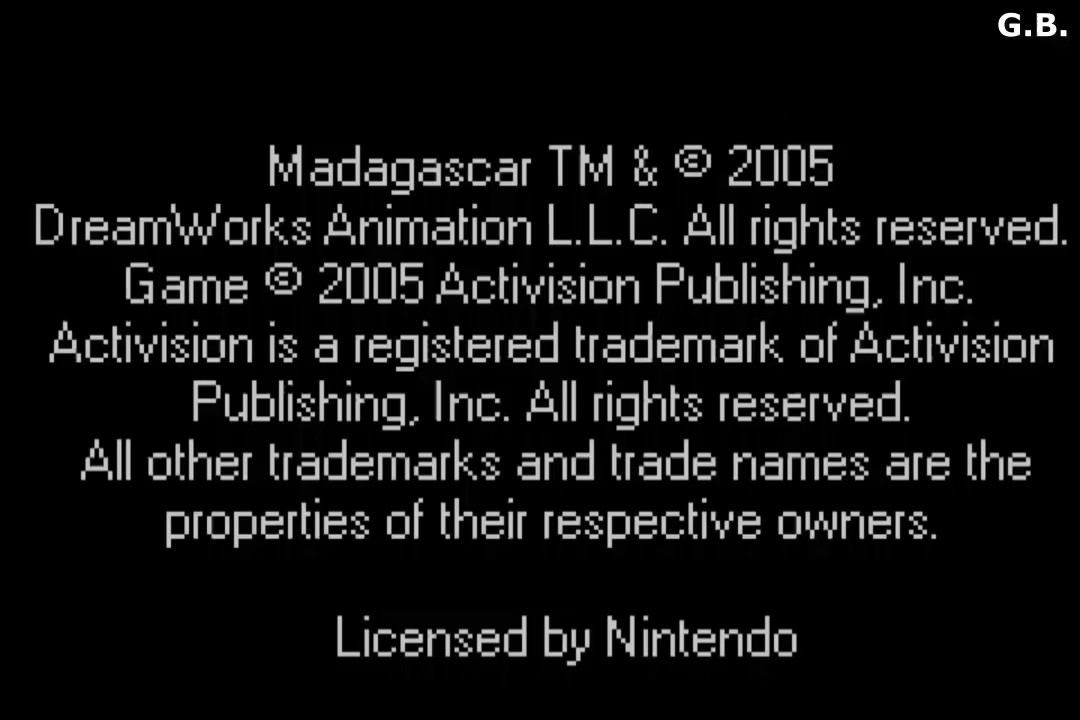 G.B.
Madagascar TM & © 2005
DreamWorks Animation L.L.C. All rights reserved.
Game © 2005 Activision Publishing, Inc.
Activision is a registered trademark of Activision
Publishing, Inc. All rights reserved.
All other trademarks and trade names are the
properties of their respective owners.
Licensed by Nintendo